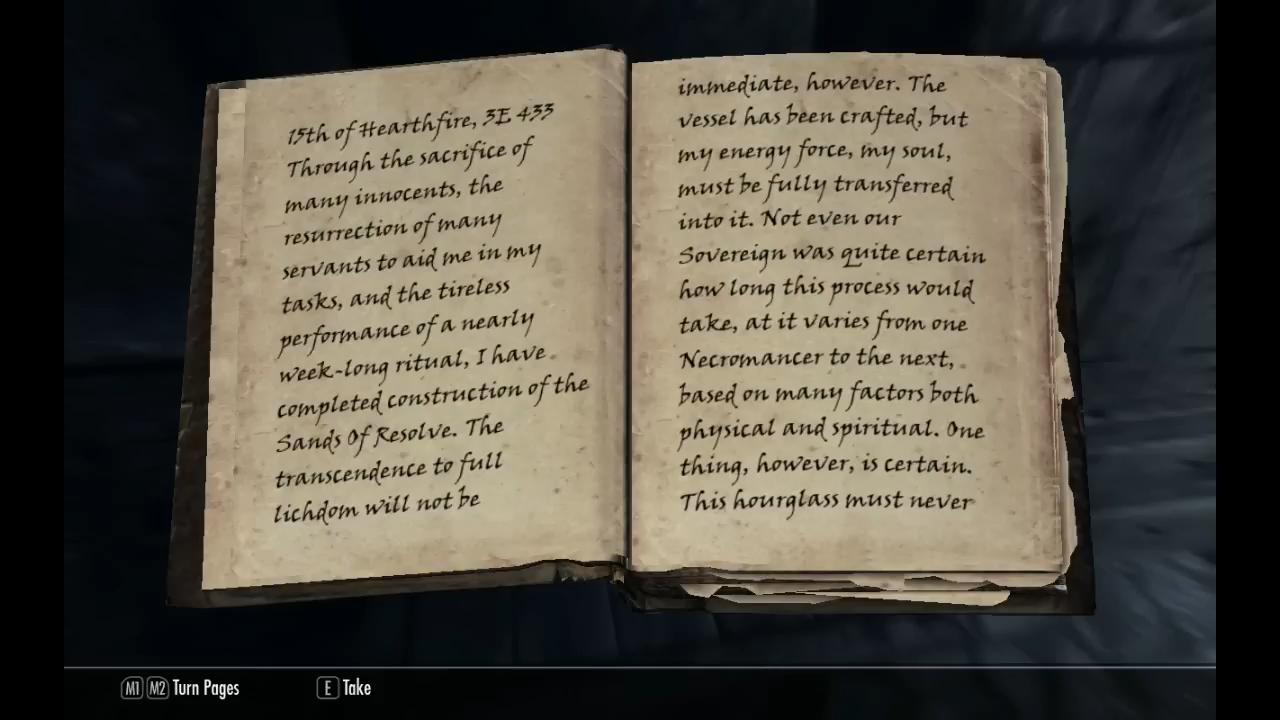 15th of Hearthfire, 3E 433
Through the sacrifice of
many innocents, the
resurrection of many
servants to aid me in my
tasks, and the tireless
performance of a nearly
week-long ritual, I have
completed construction of the
Sands Of Resolve. The
transcendence to full
lichdom will not be
immediate, however. The
vessel has been crafted, but
my energy force, my soul,
must be fully transferred
into it. Not even our
Sovereign was quite certain
how long this process would
take, at it varies from one
Necromancer to the next,
based on many factors both
physical and spiritual. One
thing, however, is certain.
This hourglass must never
M1 M2 Turn Pages
E Take